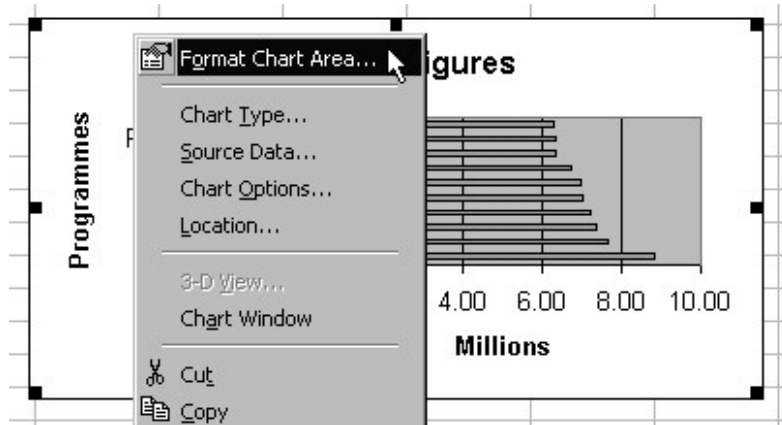 Format Chart Area...
igures
Chart Type...
Programmes
Source Data...
Chart Options...
Location...
3-D View...
Chart Window
4.00 6.00 8.00 10.00
Millions
Cut
Copy